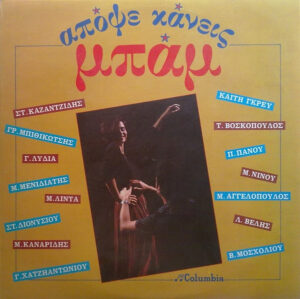 απόψε κάνεις
μπάμ
ΣΤ. ΚΑΖΑΝΤΖΙΔΗΣ
ΓΡ. ΜΠΙΘΙΚΩΤΣΗΣ
Γ. ΛΥΔΙΑ
Μ. ΜΕΝΙΔΙΑΤΗΣ
Μ. ΛΙΝΤΑ
ΣΤ. ΔΙΟΝΥΣΙΟΥ
Μ. ΚΑΝΑΡΙΔΗΣ
Γ. ΧΑΤΖΗΑΝΤΩΝΙΟΥ
ΚΑΙΤΗ ΓΚΡΕΥ
Τ. ΒΟΣΚΟΠΟΥΛΟΣ
Π. ΠΑΝΟΥ
Μ. ΝΙΝΟΥ
Μ. ΑΓΓΕΛΟΠΟΥΛΟΣ
Λ. ΒΕΛΗΣ
Β. ΜΟΣΧΟΛΙΟΥ
Columbia